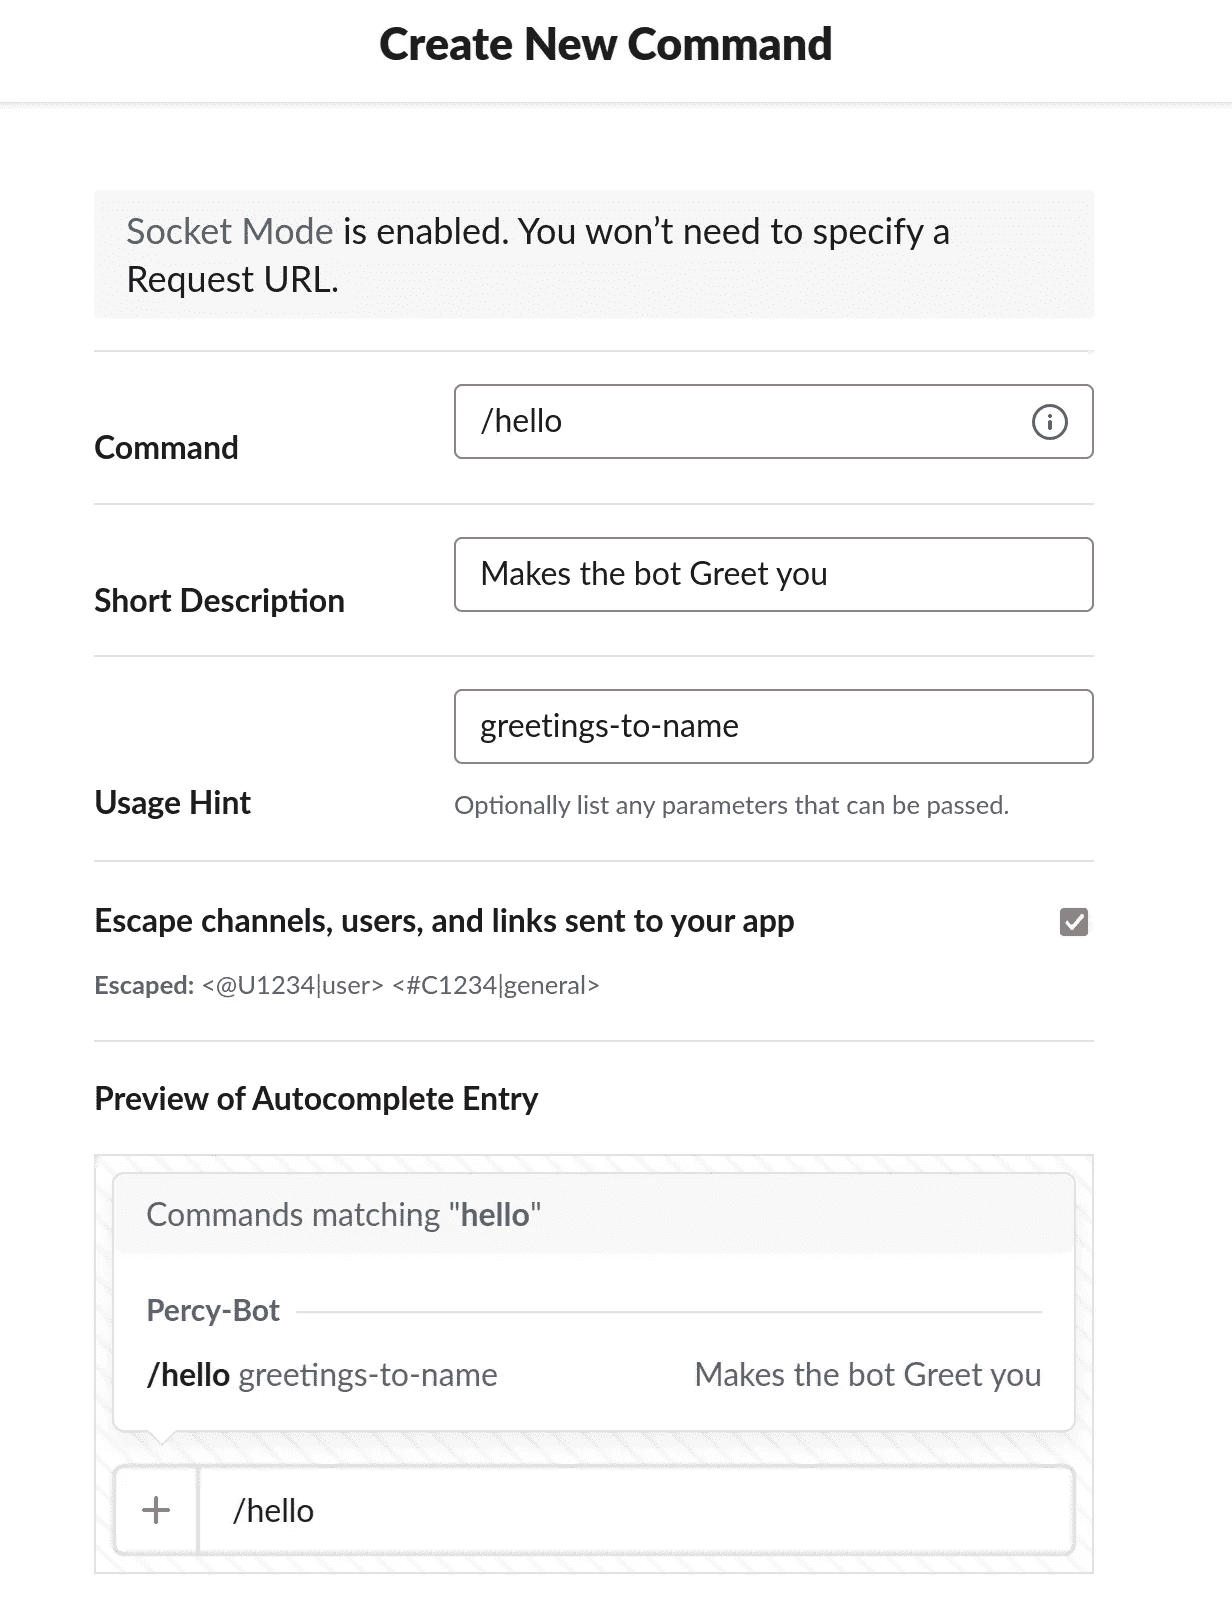 Create New Command
Socket Mode is enabled. You won’t need to specify a
Request URL.
Command
/hello
Short Description
Makes the bot Greet you
Usage Hint
greetings-to-name
Optionally list any parameters that can be passed.
Escape channels, users, and links sent to your app
Escaped: <@U1234|user> <#C1234|general>
Preview of Autocomplete Entry
Commands matching "hello"
Percy-Bot
/hello greetings-to-name Makes the bot Greet you
/hello